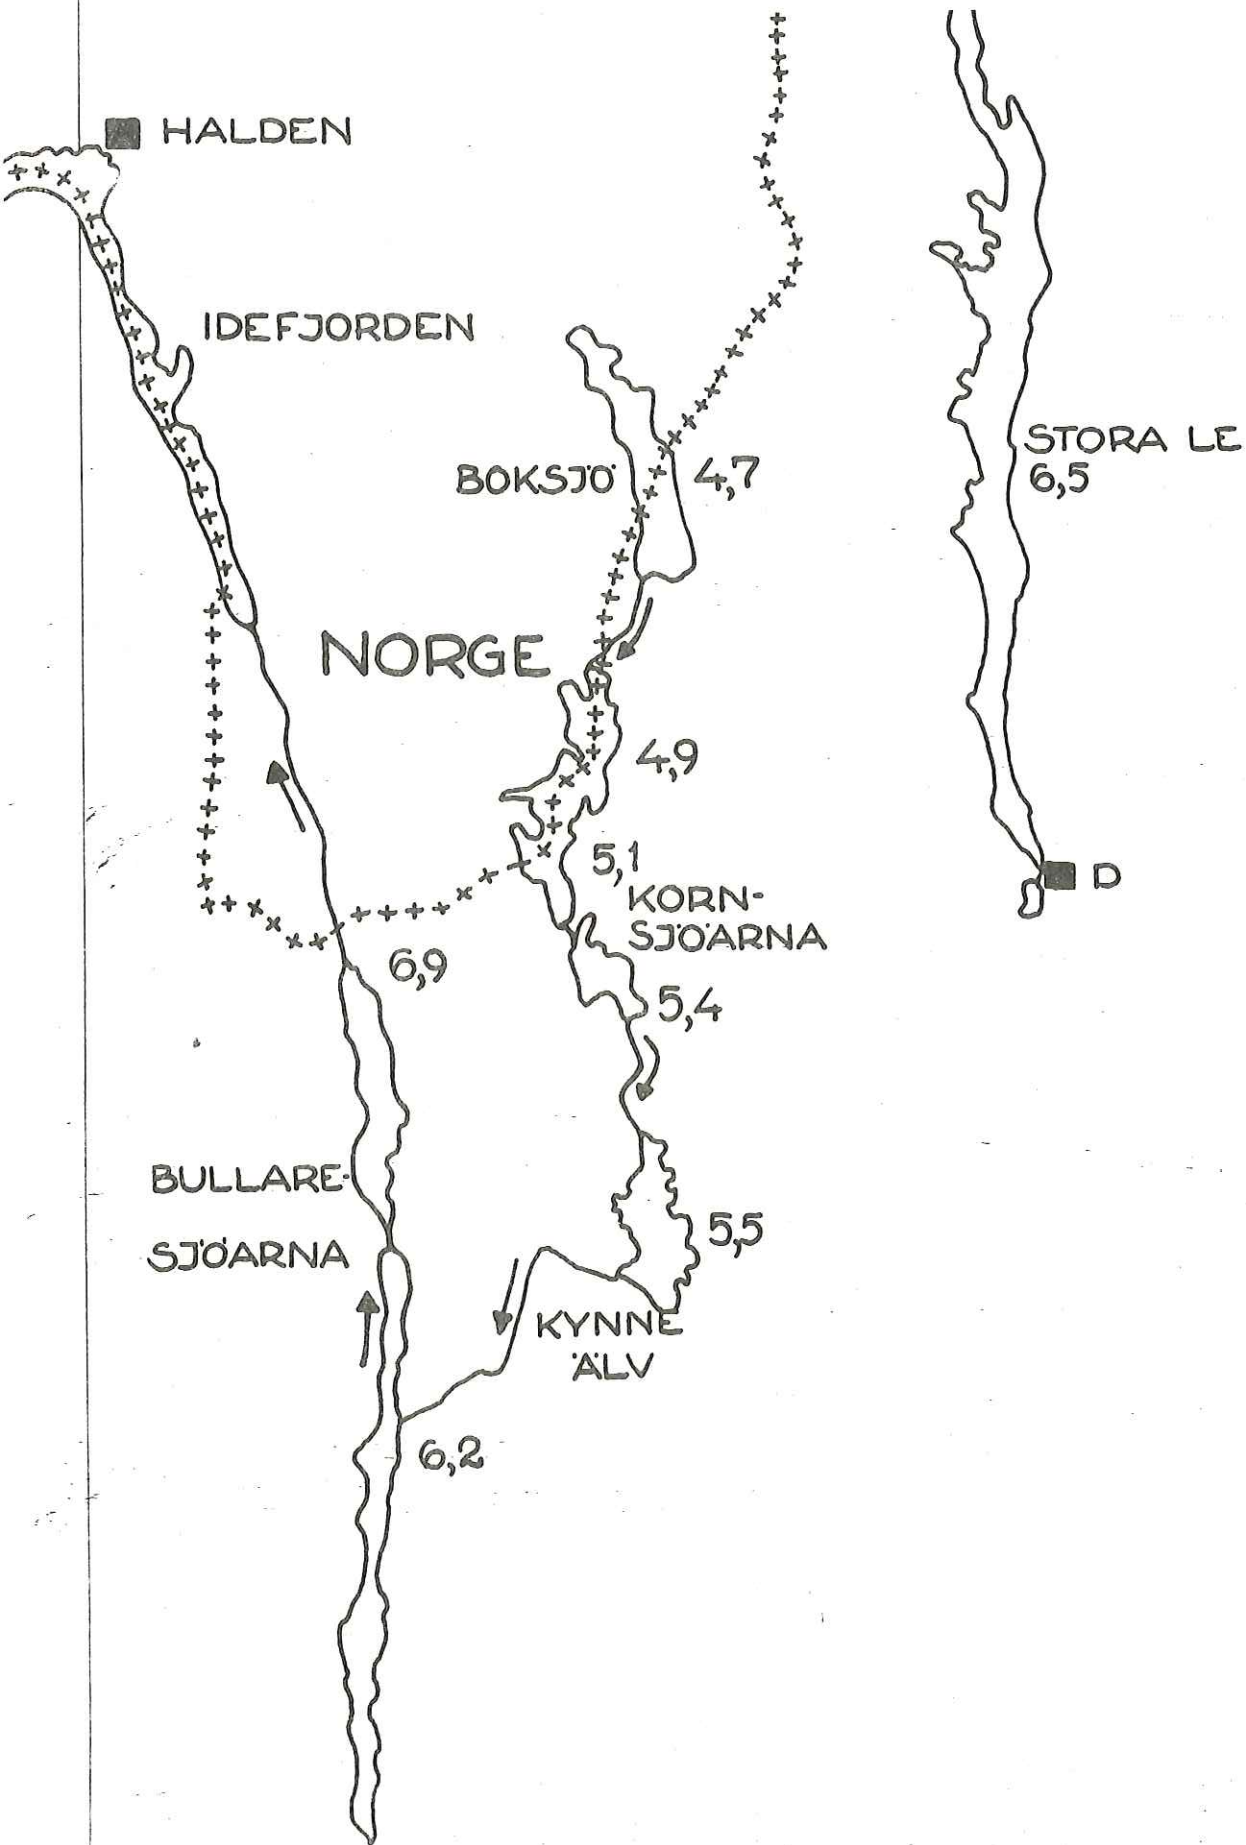 HALDEN
IDEFJORDEN
STORA LE
6,5
BOKSJÖ
4,7
NORGE
4,9
5,1
D
KORN-
SJÖARNA
6,9
5,4
BULLARE-
SJÖARNA
5,5
KYNNE
ÄLV
6,2